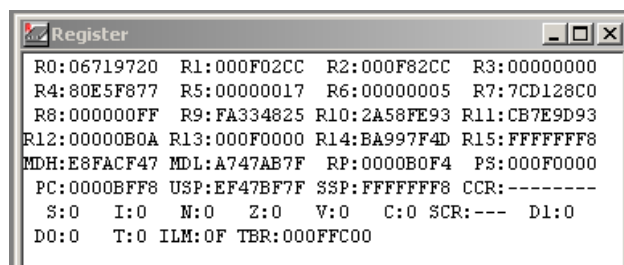 Register
R0:06719720 R1:000F02CC R2:000F82CC R3:00000000
R4:80E5F877 R5:00000017 R6:00000005 R7:7CD128C0
R8:000000FF R9:FA334825 R10:2A58FE93 R11:CB7E9D93
R12:00000B0A R13:000F0000 R14:BA997F4D R15:FFFFFFF8
MDH:E8FACF47 MDL:A747AB7F RP:0000B0F4 PS:000F0000
PC:0000BFF8 USP:EF47BF7F SSP:FFFFFFF8 CCR:--------
S:0 I:0 N:0 Z:0 V:0 C:0 SCR:--- D1:0
D0:0 T:0 ILM:0F TBR:000FFC00